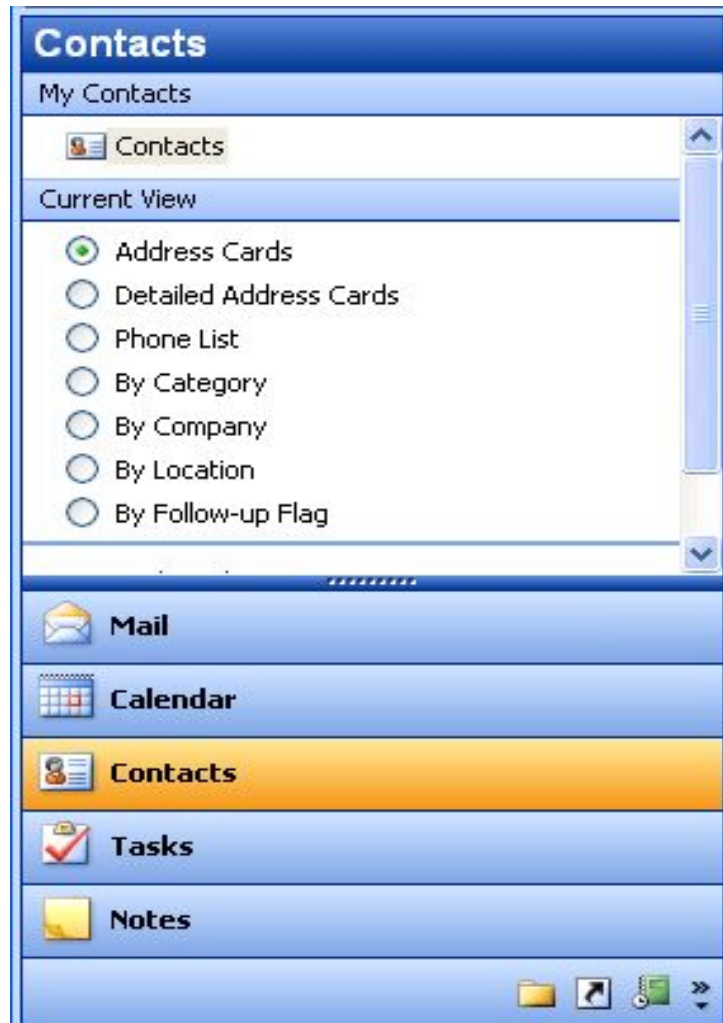 Contacts
My Contacts
Contacts
Current View
Address Cards
Detailed Address Cards
Phone List
By Category
By Company
By Location
By Follow-up Flag
Mail
Calendar
Contacts
Tasks
Notes